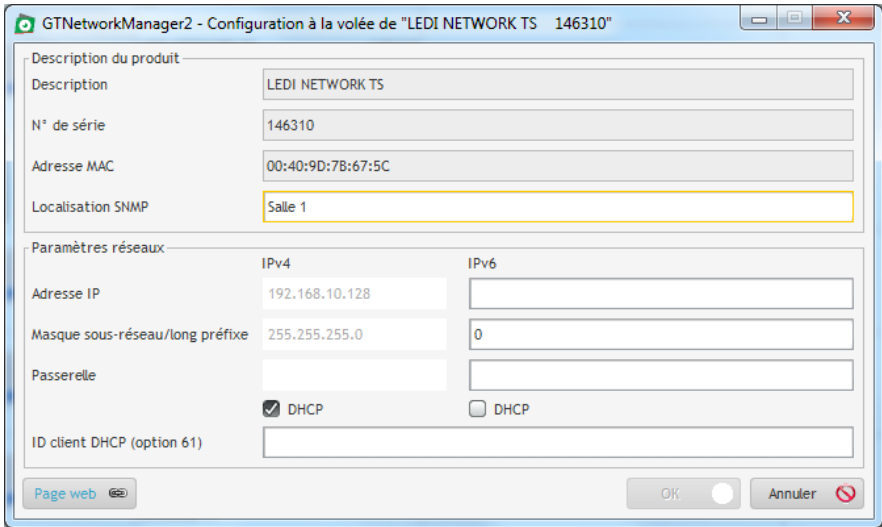 GTNetworkManager2 - Configuration à la volée de "LEDI NETWORK TS 146310"
Description du produit
Description LEDI NETWORK TS
N° de série 146310
Adresse MAC 00:40:9D:7B:67:5C
Localisation SNMP Salle 1
Paramètres réseaux
IPv4 IPv6
Adresse IP 192.168.10.128
Masque sous-réseau/long préfixe 255.255.255.0 0
Passerelle
DHCP DHCP
ID client DHCP (option 61)
Page web OK Annuler